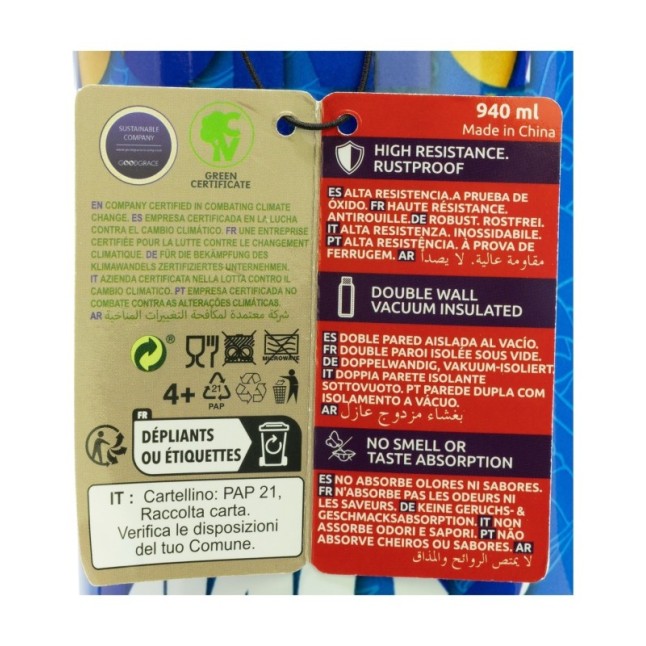 SUSTAINABLE
COMPANY
GOODGRACE
GREEN
CERTIFICATE
EN COMPANY CERTIFIED IN COMBATING CLIMATE
CHANGE. ES EMPRESA CERTIFICADA EN LA LUCHA
CONTRA EL CAMBIO CLIMÁTICO. FR UNE ENTREPRISE
CERTIFIÉE POUR LA LUTTE CONTRE LE CHANGEMENT
CLIMATIQUE. DE FÜR DIE BEKÄMPFUNG DES
KLIMAWANDELS ZERTIFIZIERTES UNTERNEHMEN.
IT AZIENDA CERTIFICATA NELLA LOTTA CONTRO IL
CAMBIO CLIMATICO. PT EMPRESA CERTIFICADA NO
COMBATE CONTRA AS ALTERAÇÕES CLIMÁTICAS.
AR شركة معتمدة لمكافحة التغييرات المناخية
MICROWAVE
4+
21
PAP
FR
DÉPLIANTS
OU ÉTIQUETTES
IT : Cartellino: PAP 21,
Raccolta carta.
Verifica le disposizioni
del tuo Comune.
940 ml
Made in China
HIGH RESISTANCE.
RUSTPROOF
ES ALTA RESISTENCIA.A PRUEBA DE
ÓXIDO. FR HAUTE RÉSISTANCE.
ANTIROUILLE.DE ROBUST. ROSTFREI.
IT ALTA RESISTENZA. INOSSIDABILE.
PT ALTA RESISTÊNCIA. À PROVA DE
FERRUGEM. AR مقاومة عالية. لا يصدأ
DOUBLE WALL
VACUUM INSULATED
ES DOBLE PARED AISLADA AL VACÍO.
FR DOUBLE PAROI ISOLÉE SOUS VIDE.
DE DOPPELWANDIG, VAKUUM-ISOLIERT
IT DOPPIA PARETE ISOLANTE
SOTTOVUOTO. PT PAREDE DUPLA COM
ISOLAMENTO A VÁCUO.
AR بغشاء مزدوج عازل
NO SMELL OR
TASTE ABSORPTION
ES NO ABSORBE OLORES NI SABORES.
FR N'ABSORBE PAS LES ODEURS NI
LES SAVEURS. DE KEINE GERUCHS- &
GESCHMACKSABSORPTION. IT NON
ASSORBE ODORI E SAPORI. PT NÃO
ABSORVE CHEIROS OU SABORES. AR
لا يمتص الروائح والمذاق